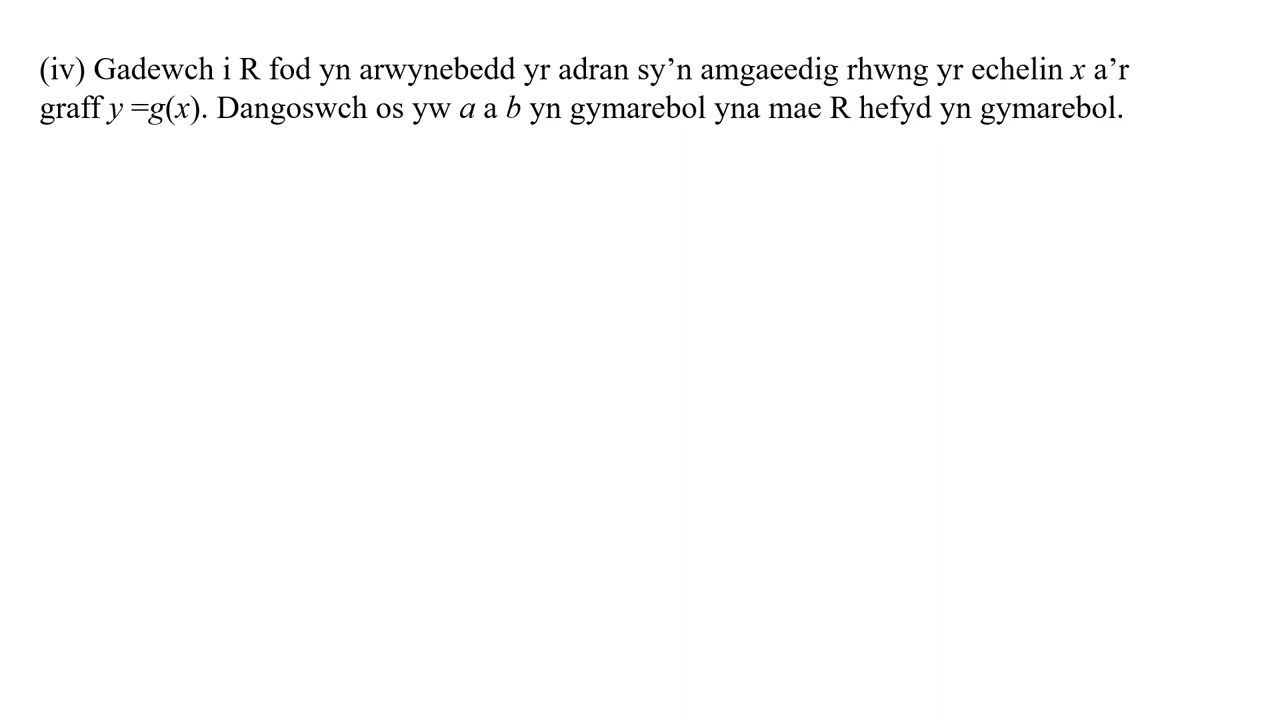 (iv) Gadewch i R fod yn arwynebedd yr adran sy’n amgaeedig rhwng yr echelin x a’r
graff y =g(x). Dangoswch os yw a a b yn gymarebol yna mae R hefyd yn gymarebol.